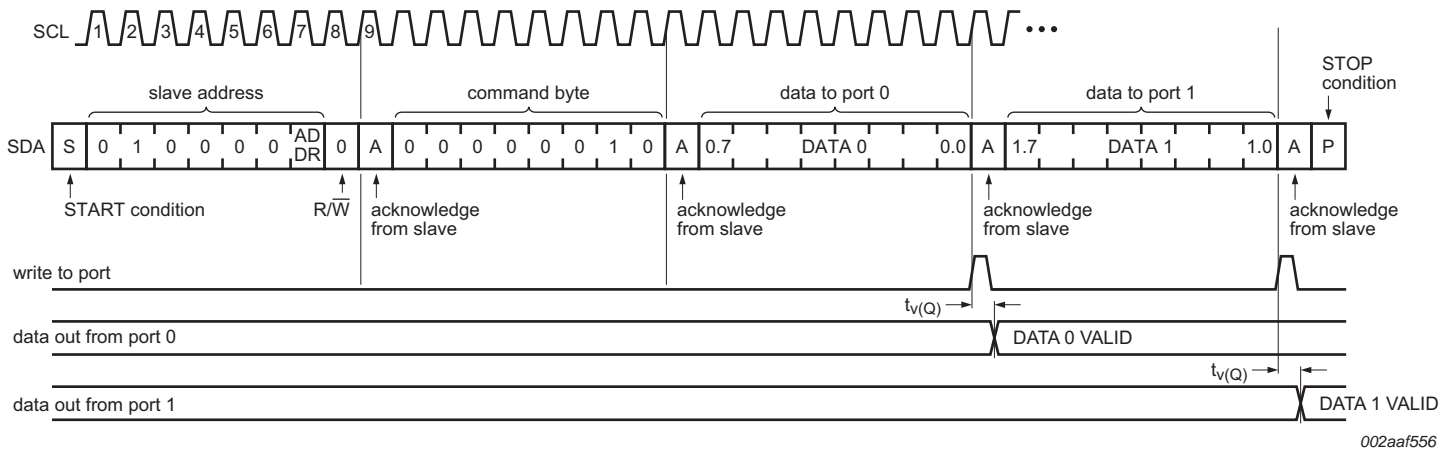 SCL 1 2 3 4 5 6 7 8 9 •••
STOP
condition
slave address command byte data to port 0 data to port 1
SDA S 0 1 0 0 0 0 AD
DR 0 A 0 0 0 0 0 0 1 0 A 0.7 DATA 0 0.0 A 1.7 DATA 1 1.0 A P
START condition R/W̅ acknowledge
from slave acknowledge
from slave acknowledge
from slave acknowledge
from slave
write to port
tv(Q)
data out from port 0 DATA 0 VALID
tv(Q)
data out from port 1 DATA 1 VALID
002aaf556